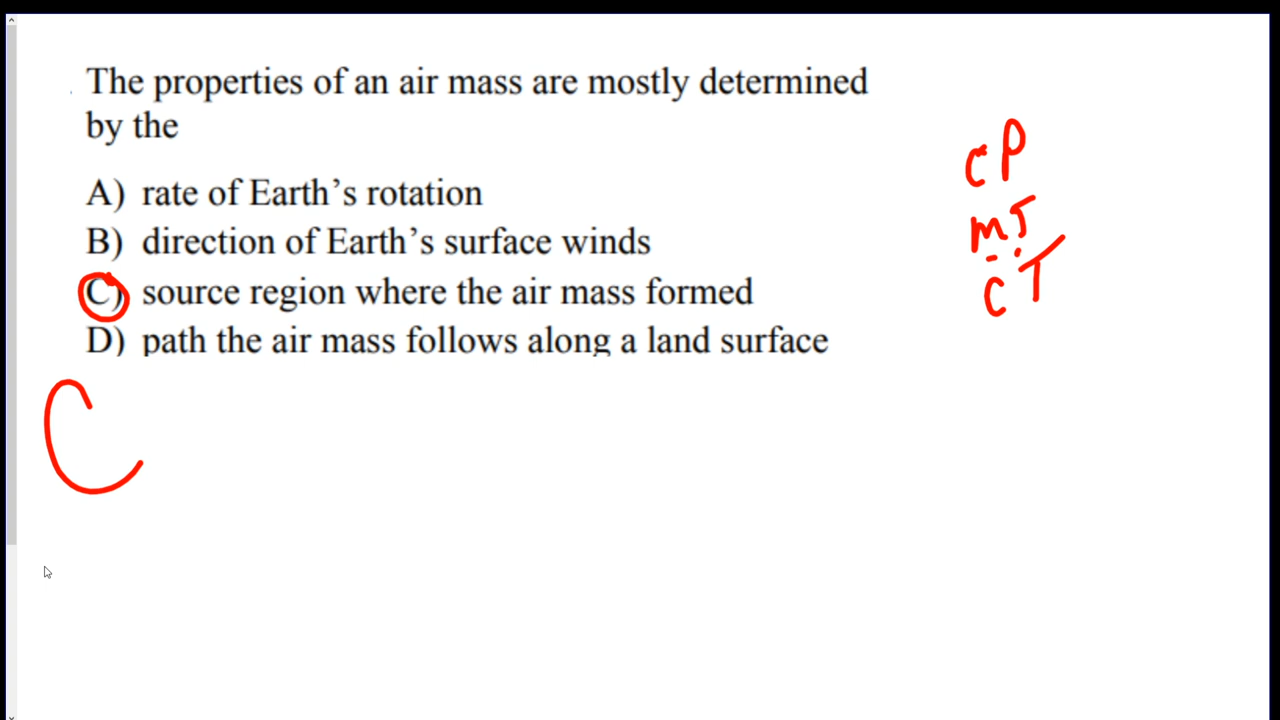 The properties of an air mass are mostly determined
by the
A) rate of Earth's rotation
B) direction of Earth's surface winds
C) source region where the air mass formed
D) path the air mass follows along a land surface
C
cP
mT
cT